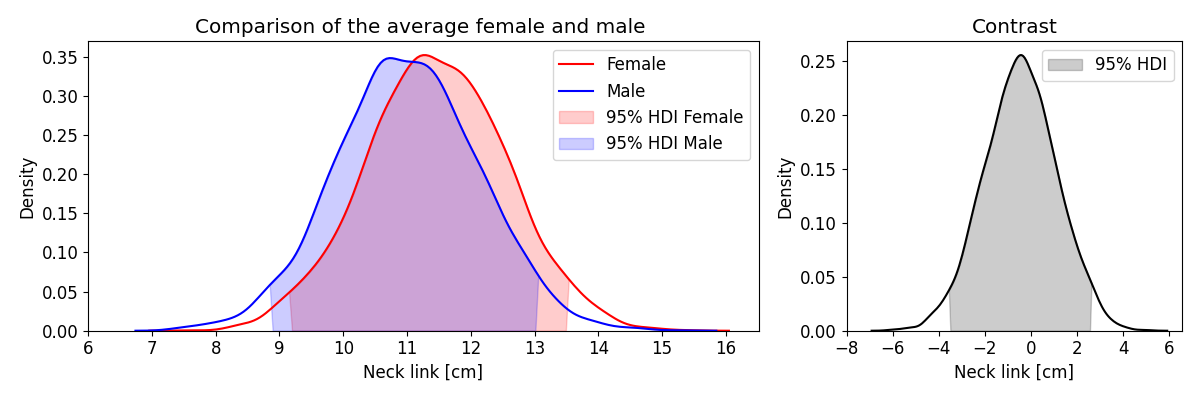 Comparison of the average female and male
Density
0.35
0.30
0.25
0.20
0.15
0.10
0.05
0.00
6 7 8 9 10 11 12 13 14 15 16
Neck link [cm]
Female
Male
95% HDI Female
95% HDI Male
Contrast
Density
0.25
0.20
0.15
0.10
0.05
0.00
−8 −6 −4 −2 0 2 4 6
Neck link [cm]
95% HDI